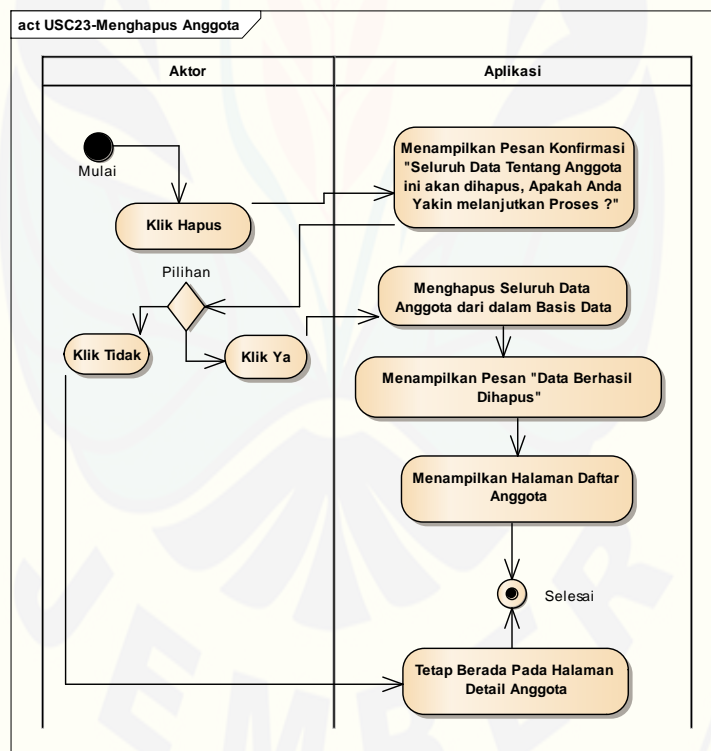 act USC23-Menghapus Anggota
Aktor
Aplikasi
Mulai
Klik Hapus
Menampilkan Pesan Konfirmasi
"Seluruh Data Tentang Anggota
ini akan dihapus, Apakah Anda
Yakin melanjutkan Proses ?"
Pilihan
Klik Tidak
Klik Ya
Menghapus Seluruh Data
Anggota dari dalam Basis Data
Menampilkan Pesan "Data Berhasil
Dihapus"
Menampilkan Halaman Daftar
Anggota
Selesai
Tetap Berada Pada Halaman
Detail Anggota
JEMBER